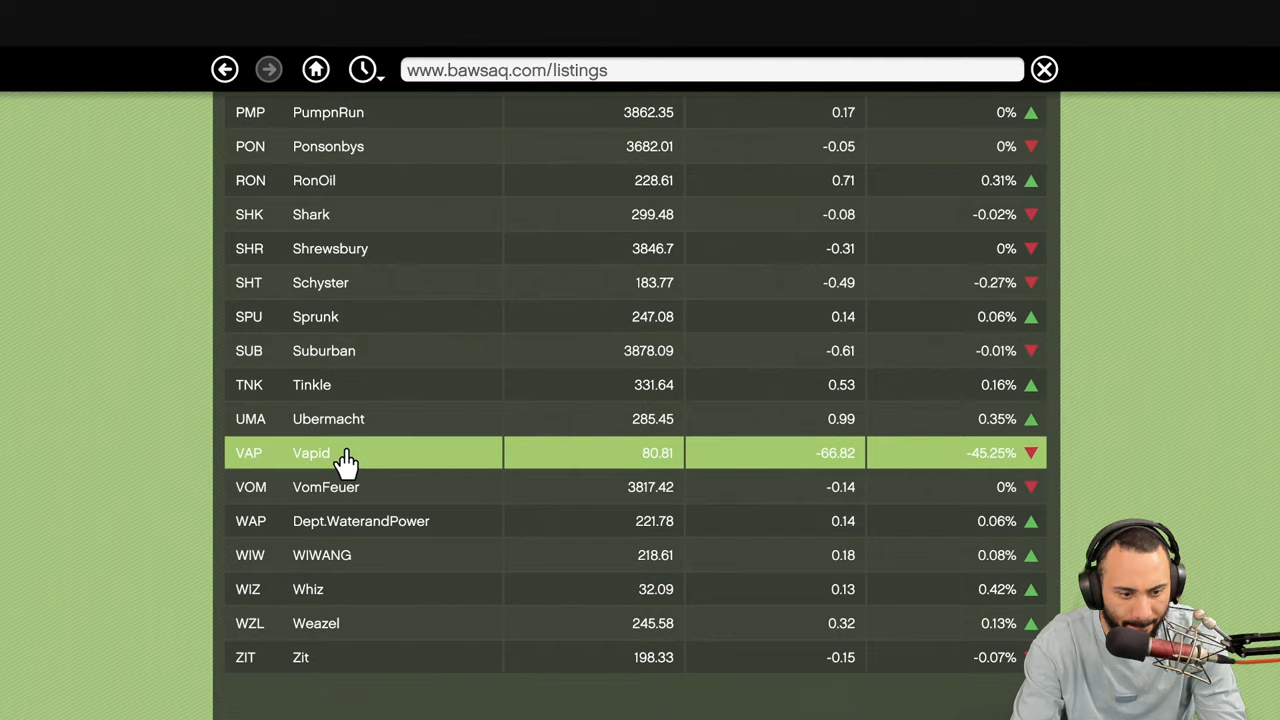 www.bawsaq.com/listings
PMP PumpnRun 3862.35 0.17 0%
PON Ponsonbys 3682.01 -0.05 0%
RON RonOil 228.61 0.71 0.31%
SHK Shark 299.48 -0.08 -0.02%
SHR Shrewsbury 3846.7 -0.31 0%
SHT Schyster 183.77 -0.49 -0.27%
SPU Sprunk 247.08 0.14 0.06%
SUB Suburban 3878.09 -0.61 -0.01%
TNK Tinkle 331.64 0.53 0.16%
UMA Ubermacht 285.45 0.99 0.35%
VAP Vapid 80.81 -66.82 -45.25%
VOM VomFeuer 3817.42 -0.14 0%
WAP Dept.WaterandPower 221.78 0.14 0.06%
WIW WIWANG 218.61 0.18 0.08%
WIZ Whiz 32.09 0.13 0.42%
WZL Weazel 245.58 0.32 0.13%
ZIT Zit 198.33 -0.15 -0.07%